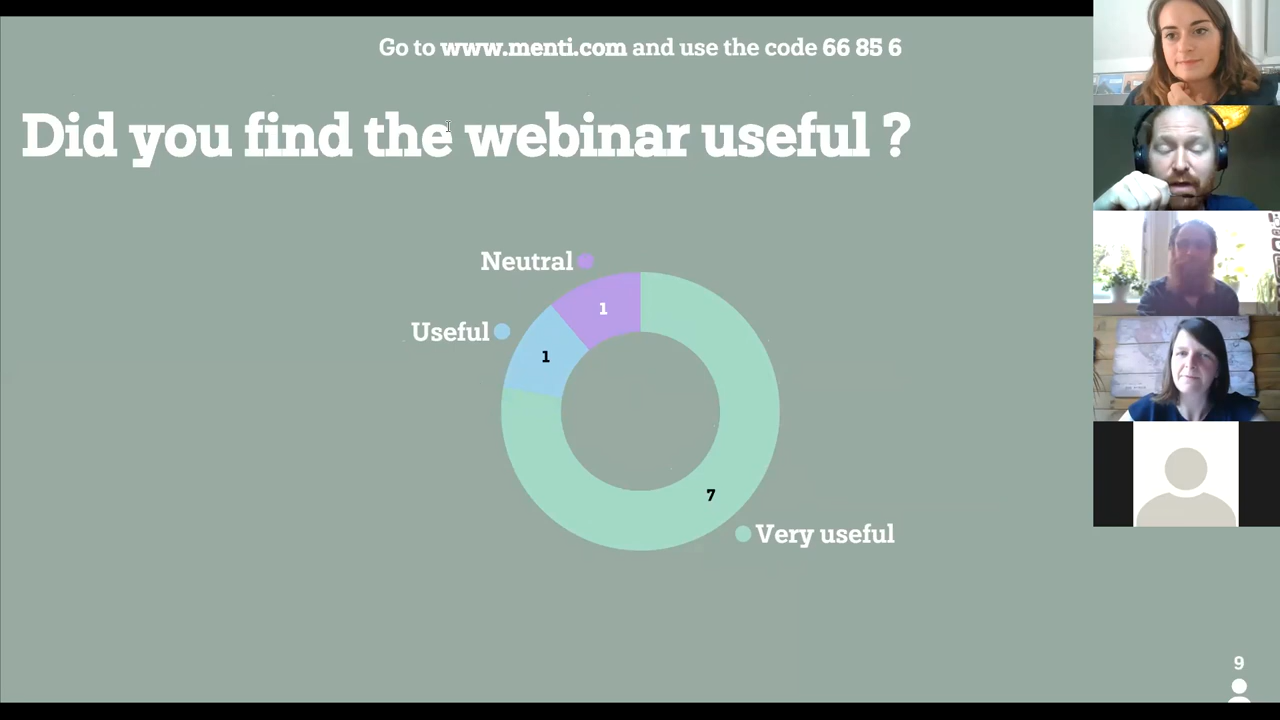 Go to www.menti.com and use the code 66 85 6
Did you find the webinar useful ?
Neutral
1
Useful
1
7
Very useful
9